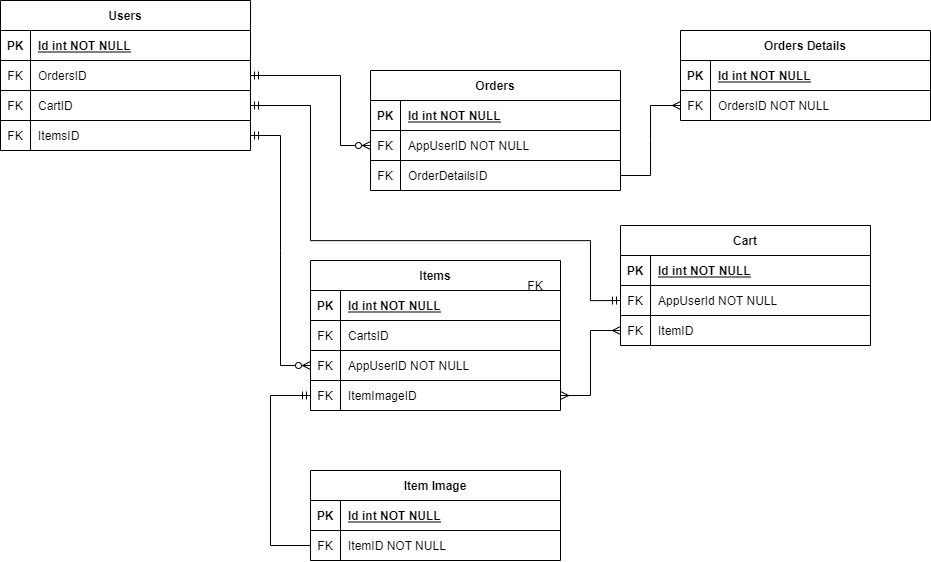 Users
PK Id int NOT NULL
FK OrdersID
FK CartID
FK ItemsID
Orders
PK Id int NOT NULL
FK AppUserID NOT NULL
FK OrderDetailsID
Orders Details
PK Id int NOT NULL
FK OrdersID NOT NULL
Cart
PK Id int NOT NULL
FK AppUserId NOT NULL
FK ItemID
Items
FK
PK Id int NOT NULL
FK CartsID
FK AppUserID NOT NULL
FK ItemImageID
Item Image
PK Id int NOT NULL
FK ItemID NOT NULL